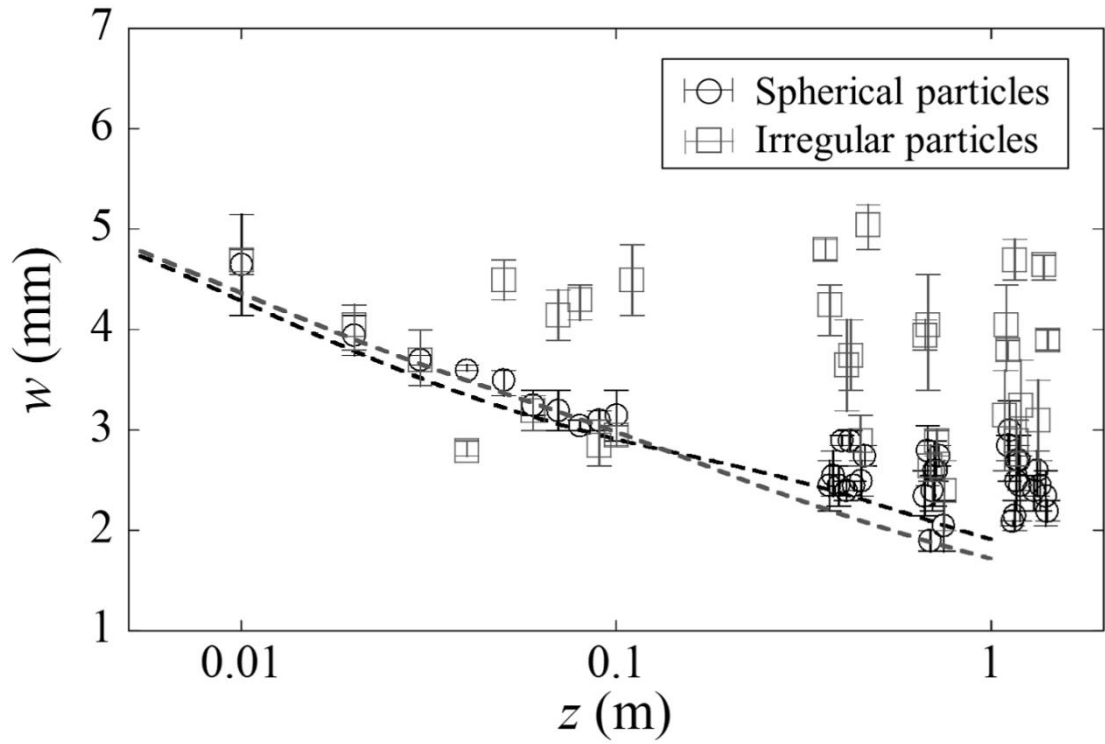 7
6
5
4
3
2
1
w (mm)
Spherical particles
Irregular particles
0.01 0.1 1
z (m)